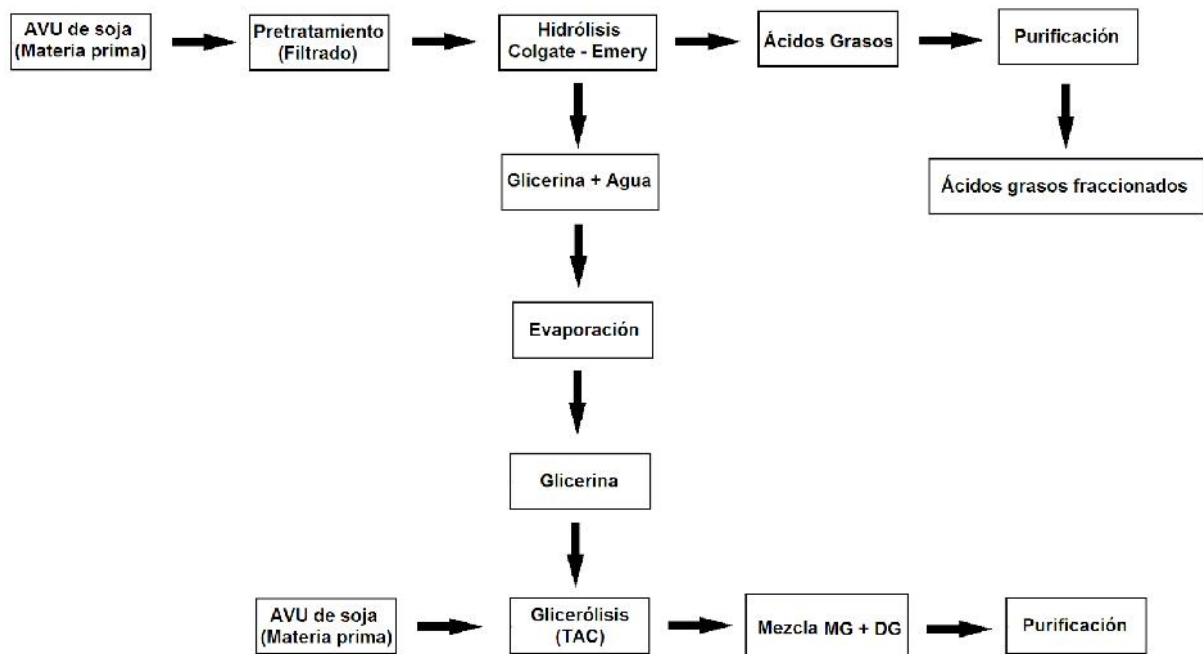 AVU de soja
(Materia prima)
Pretratamiento
(Filtrado)
Hidrólisis
Colgate - Emery
Ácidos Grasos
Purificación
Glicerina + Agua
Ácidos grasos fraccionados
Evaporación
Glicerina
AVU de soja
(Materia prima)
Glicerólisis
(TAC)
Mezcla MG + DG
Purificación